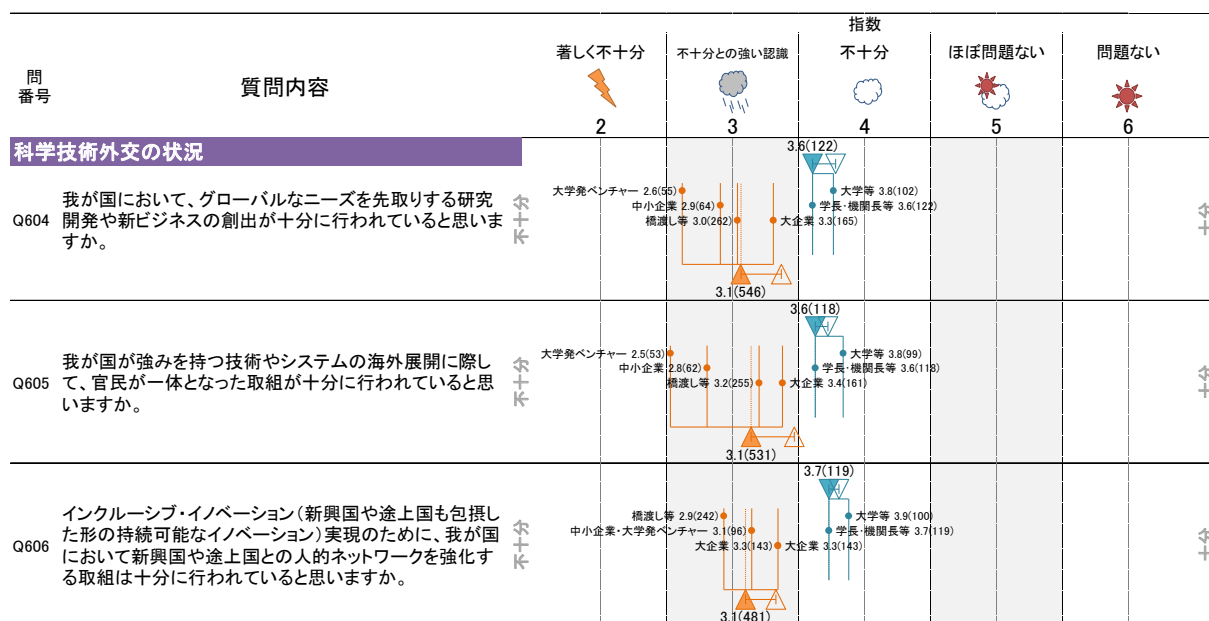 指数
問
番号
質問内容
著しく不十分
不十分との強い認識
不十分
ほぼ問題ない
問題ない
2
3
4
5
6
科学技術外交の状況
Q604
我が国において、グローバルなニーズを先取りする研究
開発や新ビジネスの創出が十分に行われていると思いま
すか。
不十分
3.6(122)
大学発ベンチャー 2.6(55)
中小企業 2.9(64)
橋渡し等 3.0(262)
大企業 3.3(165)
大学等 3.8(102)
学長・機関長等 3.6(122)
3.1(546)
十分
Q605
我が国が強みを持つ技術やシステムの海外展開に際し
て、官民が一体となった取組が十分に行われていると思
いますか。
不十分
3.6(118)
大学発ベンチャー 2.5(53)
中小企業 2.8(62)
橋渡し等 3.2(255)
大企業 3.4(161)
大学等 3.8(99)
学長・機関長等 3.6(118)
3.1(531)
十分
Q606
インクルーシブ・イノベーション(新興国や途上国も包摂し
た形の持続可能なイノベーション)実現のために、我が国
において新興国や途上国との人的ネットワークを強化す
る取組は十分に行われていると思いますか。
不十分
3.7(119)
橋渡し等 2.9(242)
中小企業・大学発ベンチャー 3.1(96)
大企業 3.3(143)
大企業 3.3(143)
大学等 3.9(100)
学長・機関長等 3.7(119)
3.1(481)
十分